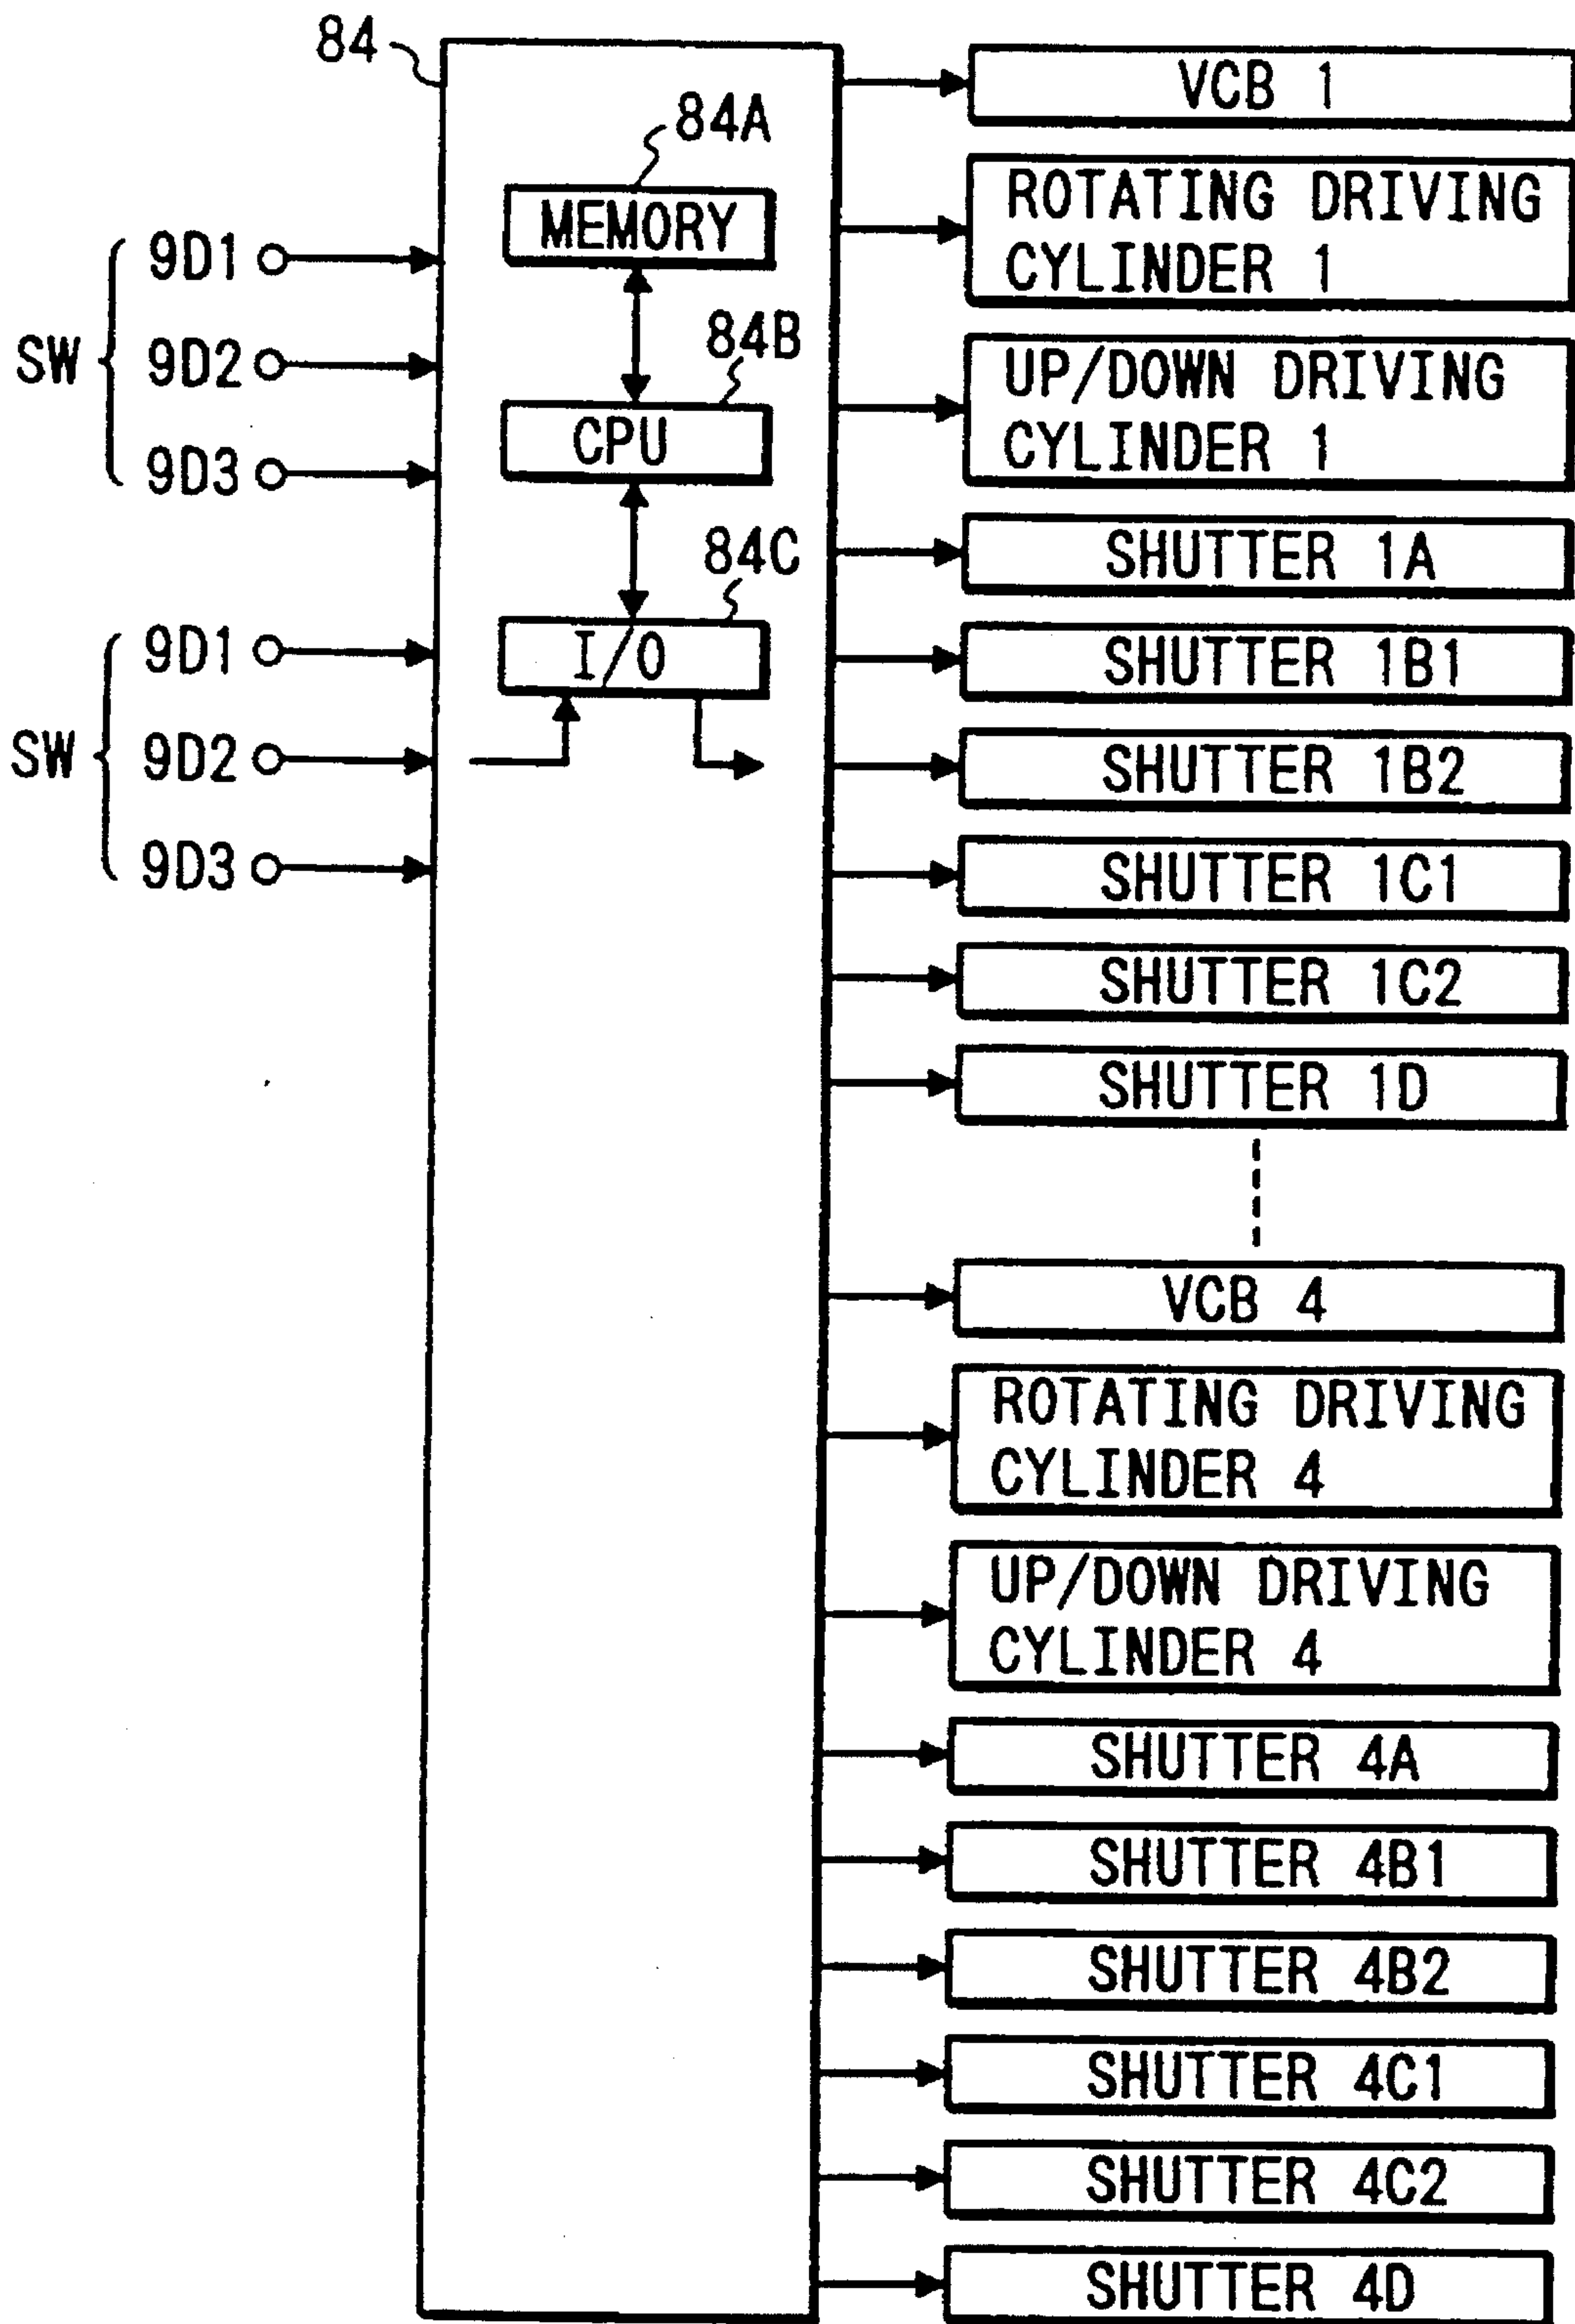 84
84A
MEMORY
84B
CPU
84C
I/O
SW
9D1
9D2
9D3
SW
9D1
9D2
9D3
VCB 1
ROTATING DRIVING
CYLINDER 1
UP/DOWN DRIVING
CYLINDER 1
SHUTTER 1A
SHUTTER 1B1
SHUTTER 1B2
SHUTTER 1C1
SHUTTER 1C2
SHUTTER 1D
VCB 4
ROTATING DRIVING
CYLINDER 4
UP/DOWN DRIVING
CYLINDER 4
SHUTTER 4A
SHUTTER 4B1
SHUTTER 4B2
SHUTTER 4C1
SHUTTER 4C2
SHUTTER 4D